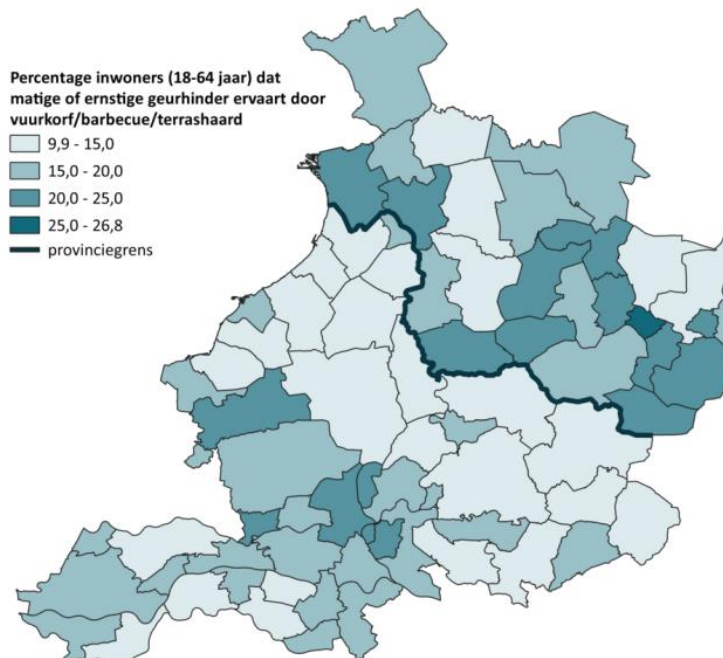 Percentage inwoners (18-64 jaar) dat
matige of ernstige geurhinder ervaart door
vuurkorf/barbecue/terrashaard
9,9 - 15,0
15,0 - 20,0
20,0 - 25,0
25,0 - 26,8
provinciegrens